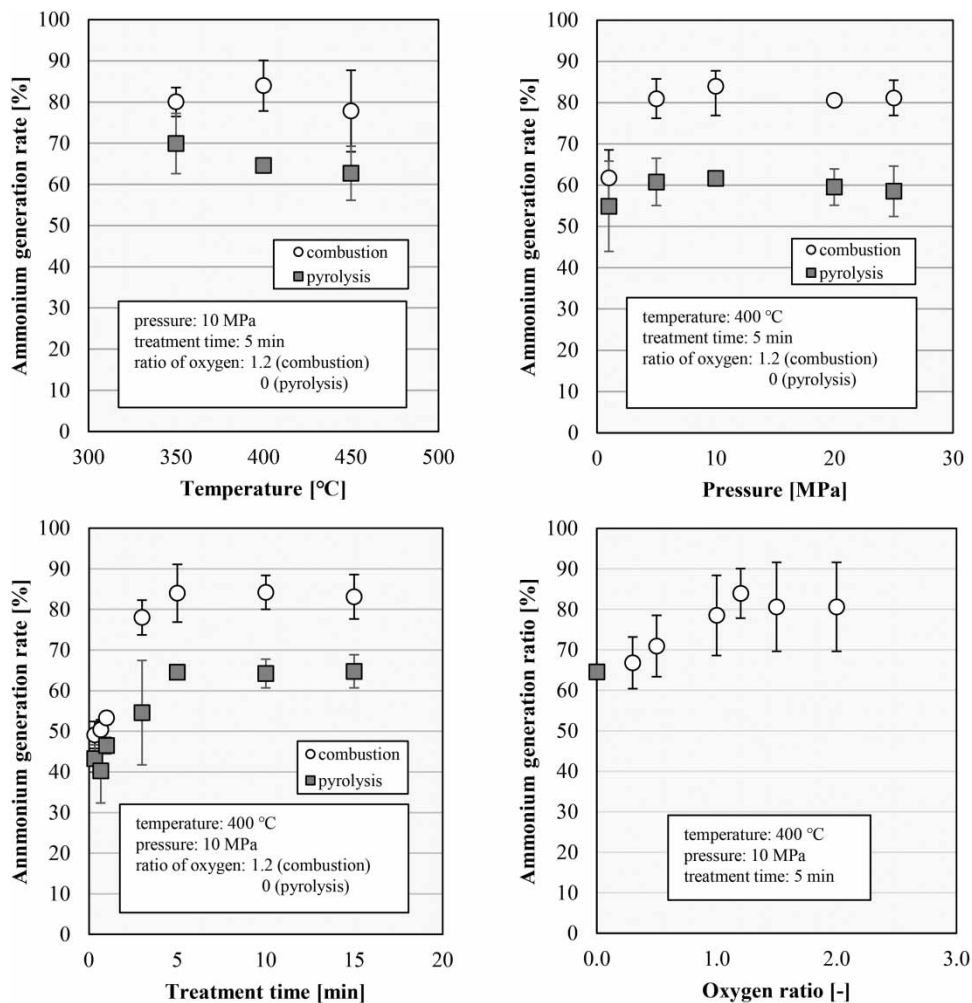 Ammonium generation rate [%]
100
90
80
70
60
50
40
30
20
10
0
combustion
pyrolysis
pressure: 10 MPa
treatment time: 5 min
ratio of oxygen: 1.2 (combustion)
0 (pyrolysis)
300
350
400
450
500
Temperature [℃]
Ammonium generation rate [%]
100
90
80
70
60
50
40
30
20
10
0
combustion
pyrolysis
temperature: 400 ℃
treatment time: 5 min
ratio of oxygen: 1.2 (combustion)
0 (pyrolysis)
0
10
20
30
Pressure [MPa]
Ammonium generation rate [%]
100
90
80
70
60
50
40
30
20
10
0
combustion
pyrolysis
temperature: 400 ℃
pressure: 10 MPa
ratio of oxygen: 1.2 (combustion)
0 (pyrolysis)
0
5
10
15
20
Treatment time [min]
Ammonium generation ratio [%]
100
90
80
70
60
50
40
30
20
10
0
temperature: 400 ℃
pressure: 10 MPa
treatment time: 5 min
0.0
1.0
2.0
3.0
Oxygen ratio [-]